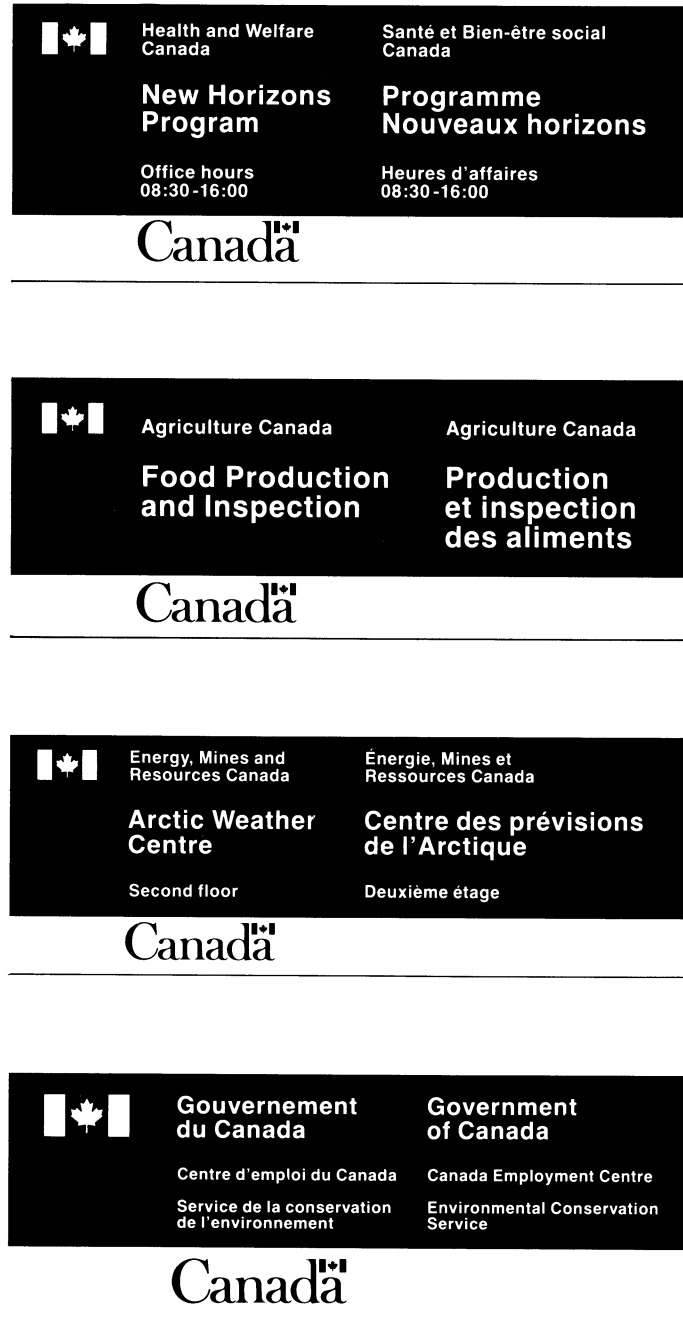 Health and Welfare
Canada
New Horizons
Program
Office hours
08:30-16:00
Santé et Bien-être social
Canada
Programme
Nouveaux horizons
Heures d'affaires
08:30-16:00
Canada
Agriculture Canada
Food Production
and Inspection
Agriculture Canada
Production
et inspection
des aliments
Canada
Energy, Mines and
Resources Canada
Arctic Weather
Centre
Second floor
Énergie, Mines et
Ressources Canada
Centre des prévisions
de l'Arctique
Deuxième étage
Canada
Gouvernement
du Canada
Centre d'emploi du Canada
Service de la conservation
de l'environnement
Government
of Canada
Canada Employment Centre
Environmental Conservation
Service
Canada